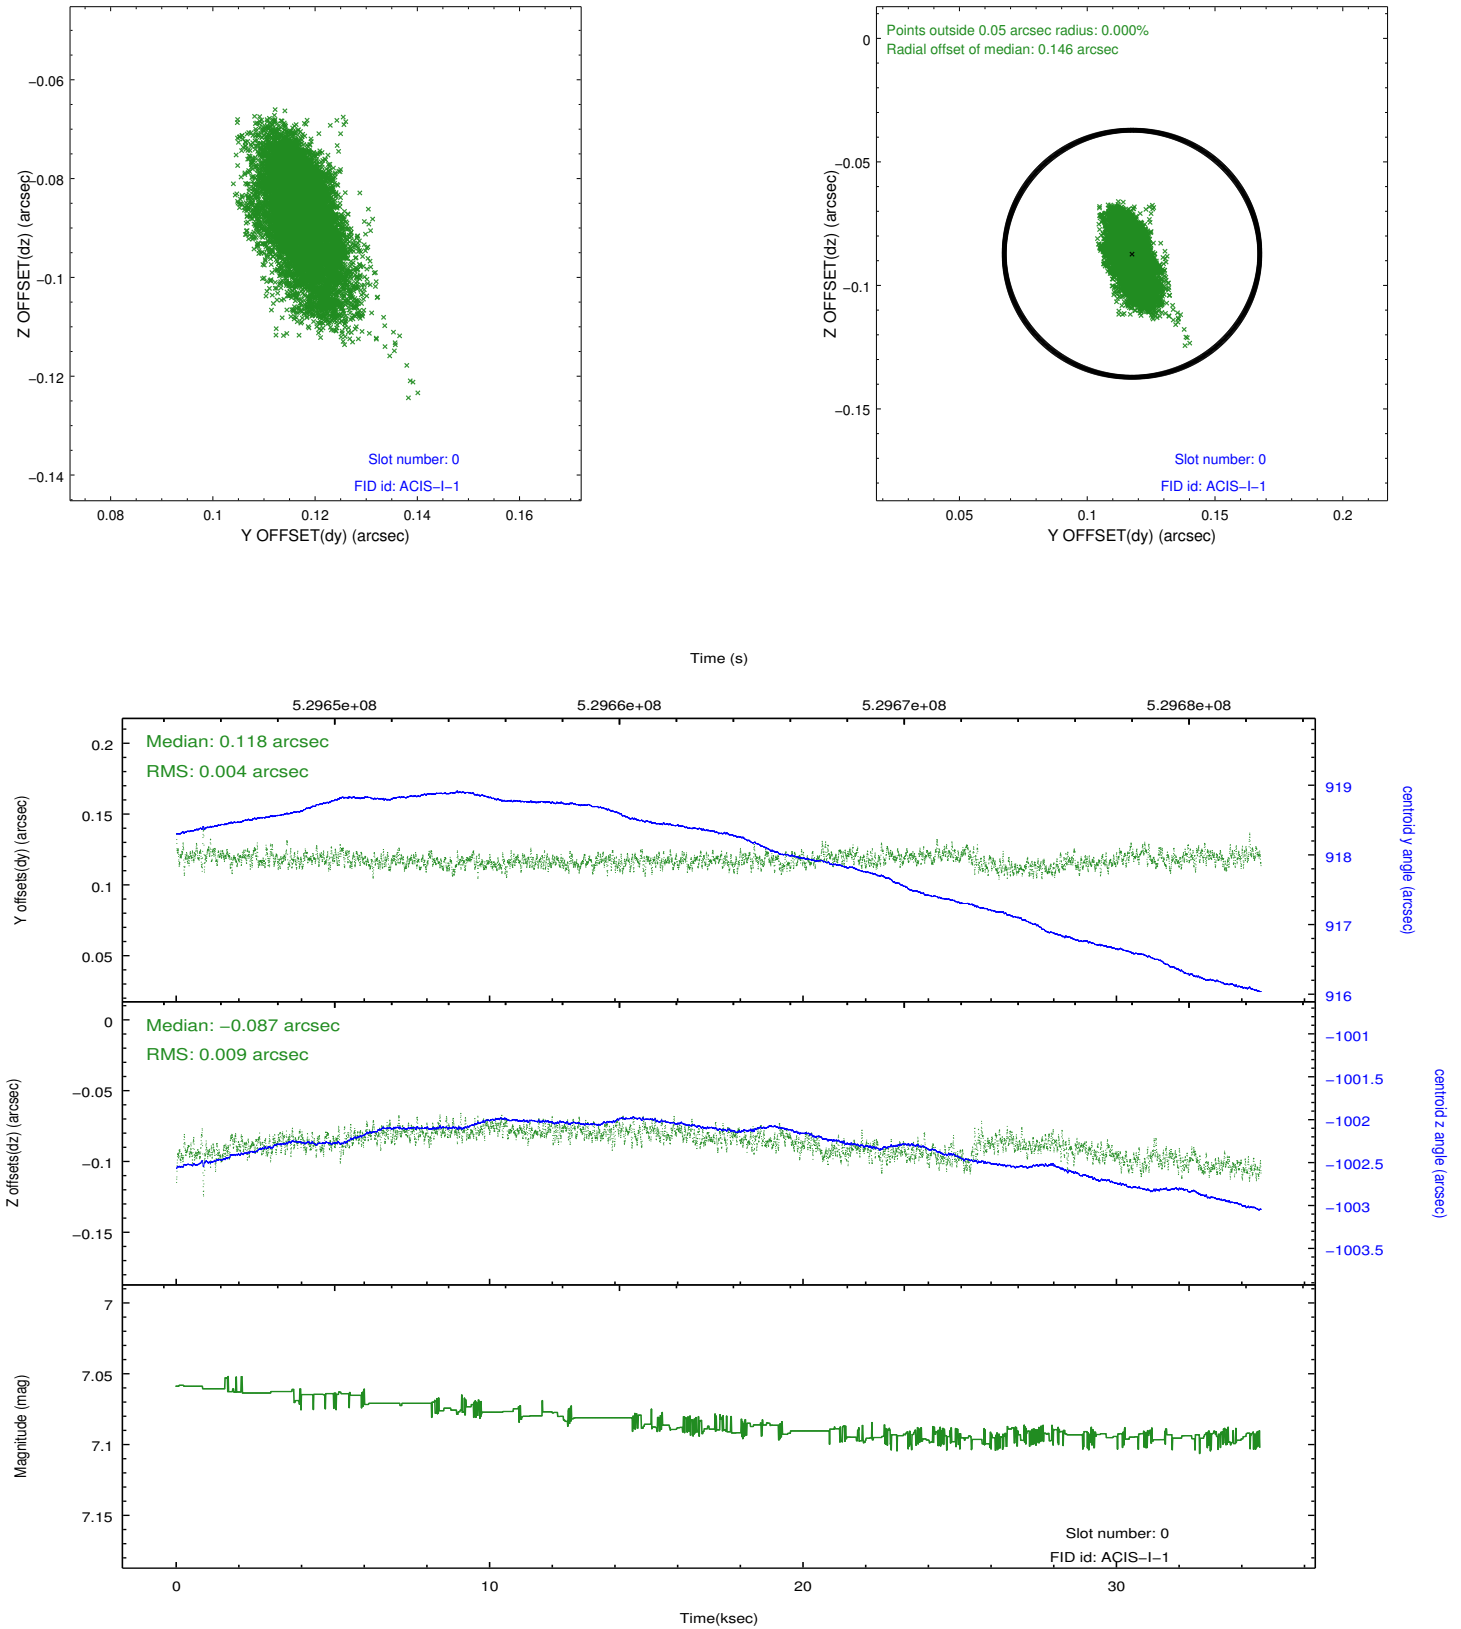 −0.06
−0.08
−0.1
−0.12
−0.14
Z OFFSET(dz) (arcsec)
Slot number: 0
FID id: ACIS−I−1
0.08 0.1 0.12 0.14 0.16
Y OFFSET(dy) (arcsec)
Points outside 0.05 arcsec radius: 0.000%
Radial offset of median: 0.146 arcsec
0
−0.05
−0.1
−0.15
Z OFFSET(dz) (arcsec)
Slot number: 0
FID id: ACIS−I−1
0.05 0.1 0.15 0.2
Y OFFSET(dy) (arcsec)
Time (s)
5.2965e+08 5.2966e+08 5.2967e+08 5.2968e+08
Median: 0.118 arcsec
RMS: 0.004 arcsec
0.2
0.15
0.1
0.05
Y offsets(dy) (arcsec)
919
918
917
916
centroid y angle (arcsec)
Median: −0.087 arcsec
RMS: 0.009 arcsec
0
−0.05
−0.1
−0.15
Z offsets(dz) (arcsec)
−1001
−1001.5
−1002
−1002.5
−1003
−1003.5
centroid z angle (arcsec)
7
7.05
7.1
7.15
Magnitude (mag)
Slot number: 0
FID id: ACIS−I−1
0 10 20 30
Time(ksec)